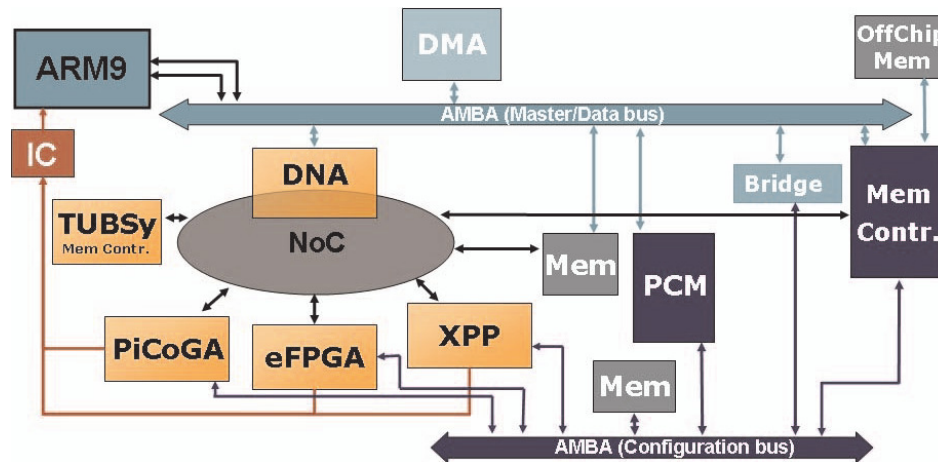 DMA
OffChip
Mem
ARM9
AMBA (Master/Data bus)
IC
DNA
Bridge
Mem
Contr.
TUBSy
Mem Contr.
NoC
Mem
PCM
PiCoGA
eFPGA
XPP
Mem
AMBA (Configuration bus)